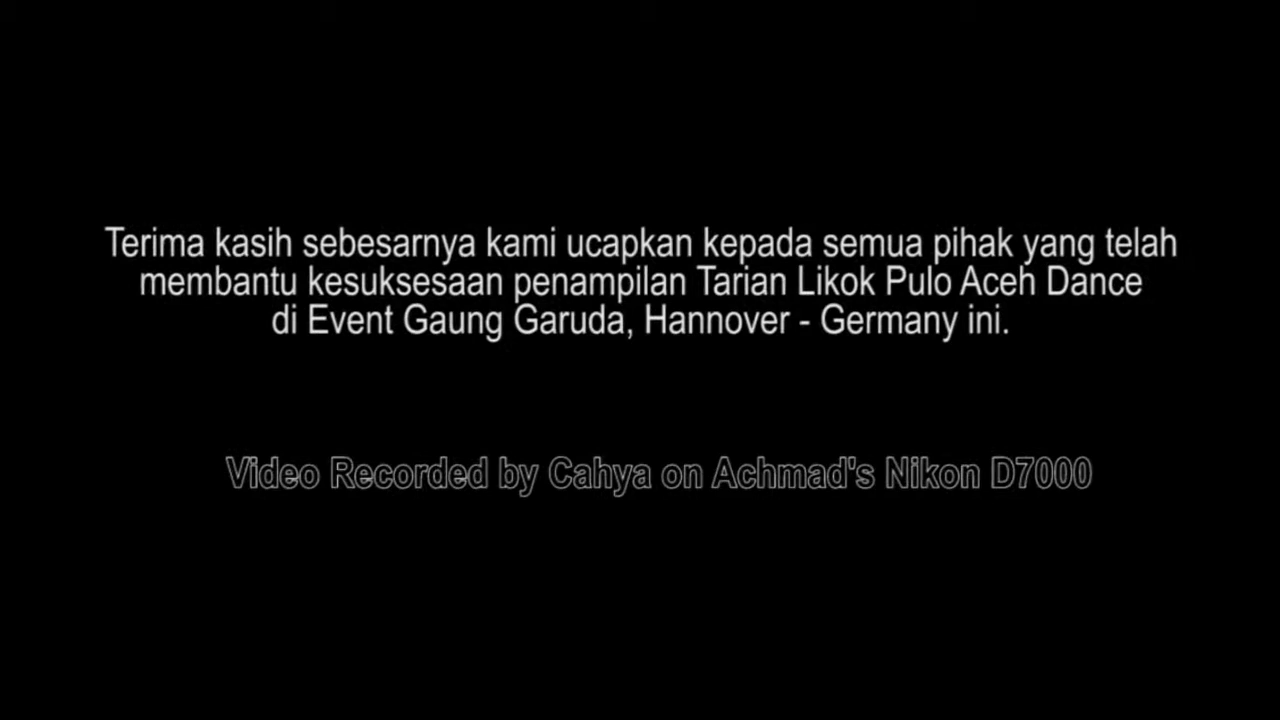 Terima kasih sebesarnya kami ucapkan kepada semua pihak yang telah
membantu kesuksesaan penampilan Tarian Likok Pulo Aceh Dance
di Event Gaung Garuda, Hannover - Germany ini.
Video Recorded by Cahya on Achmad's Nikon D7000